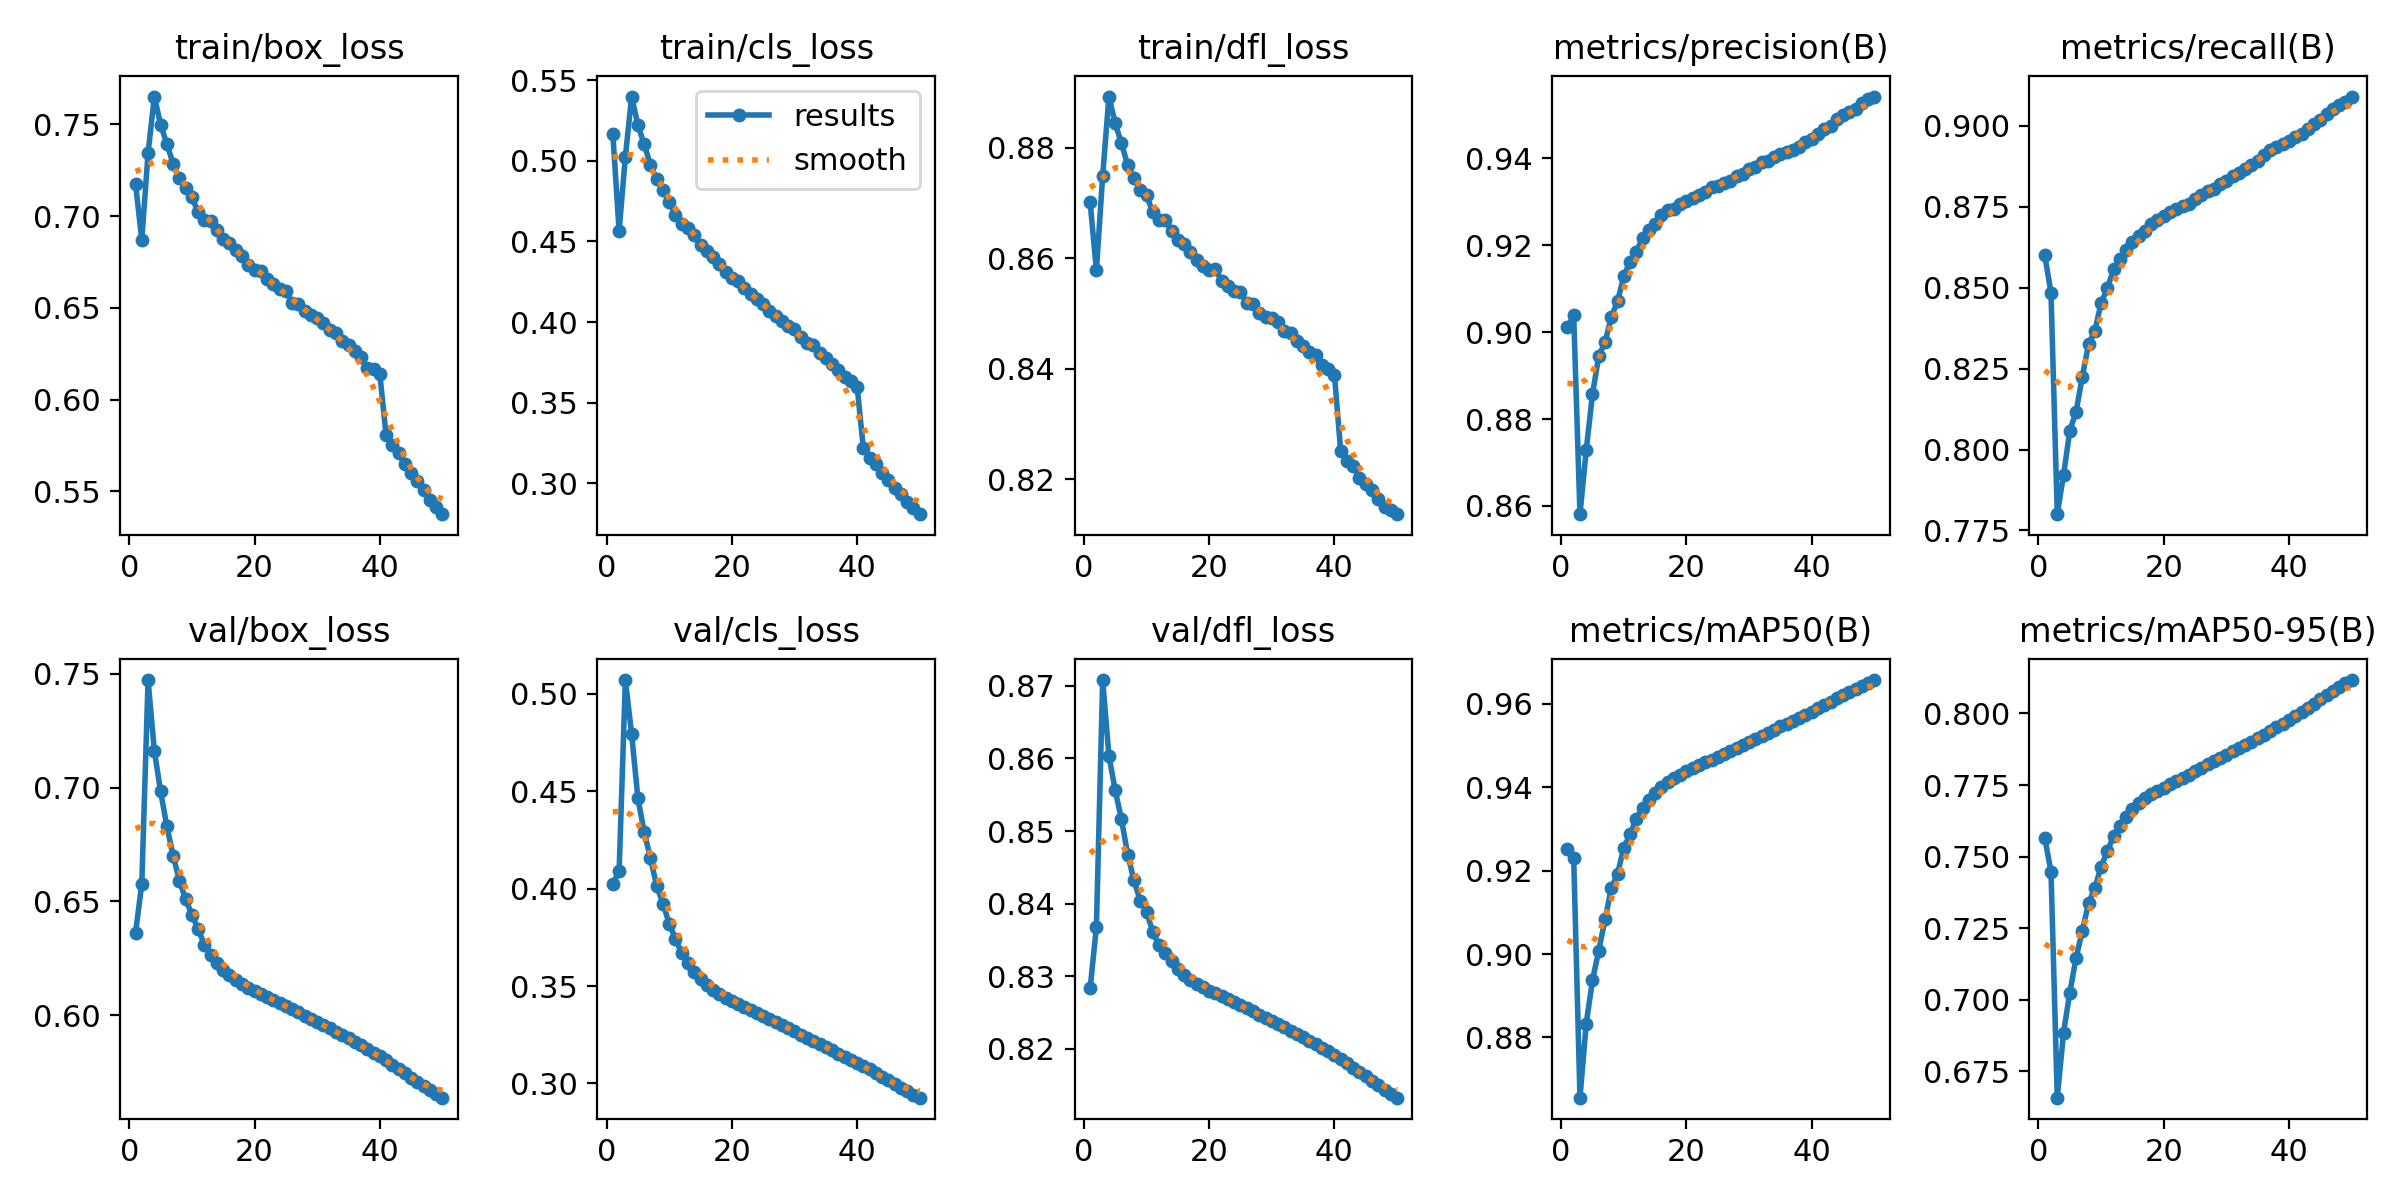 train/box_loss
0.75
0.70
0.65
0.60
0.55
0 20 40
train/cls_loss
results
smooth
0.55
0.50
0.45
0.40
0.35
0.30
0 20 40
train/dfl_loss
0.88
0.86
0.84
0.82
0 20 40
metrics/precision(B)
0.94
0.92
0.90
0.88
0.86
0 20 40
metrics/recall(B)
0.900
0.875
0.850
0.825
0.800
0.775
0 20 40
val/box_loss
0.75
0.70
0.65
0.60
0 20 40
val/cls_loss
0.50
0.45
0.40
0.35
0.30
0 20 40
val/dfl_loss
0.87
0.86
0.85
0.84
0.83
0.82
0 20 40
metrics/mAP50(B)
0.96
0.94
0.92
0.90
0.88
0 20 40
metrics/mAP50-95(B)
0.800
0.775
0.750
0.725
0.700
0.675
0 20 40